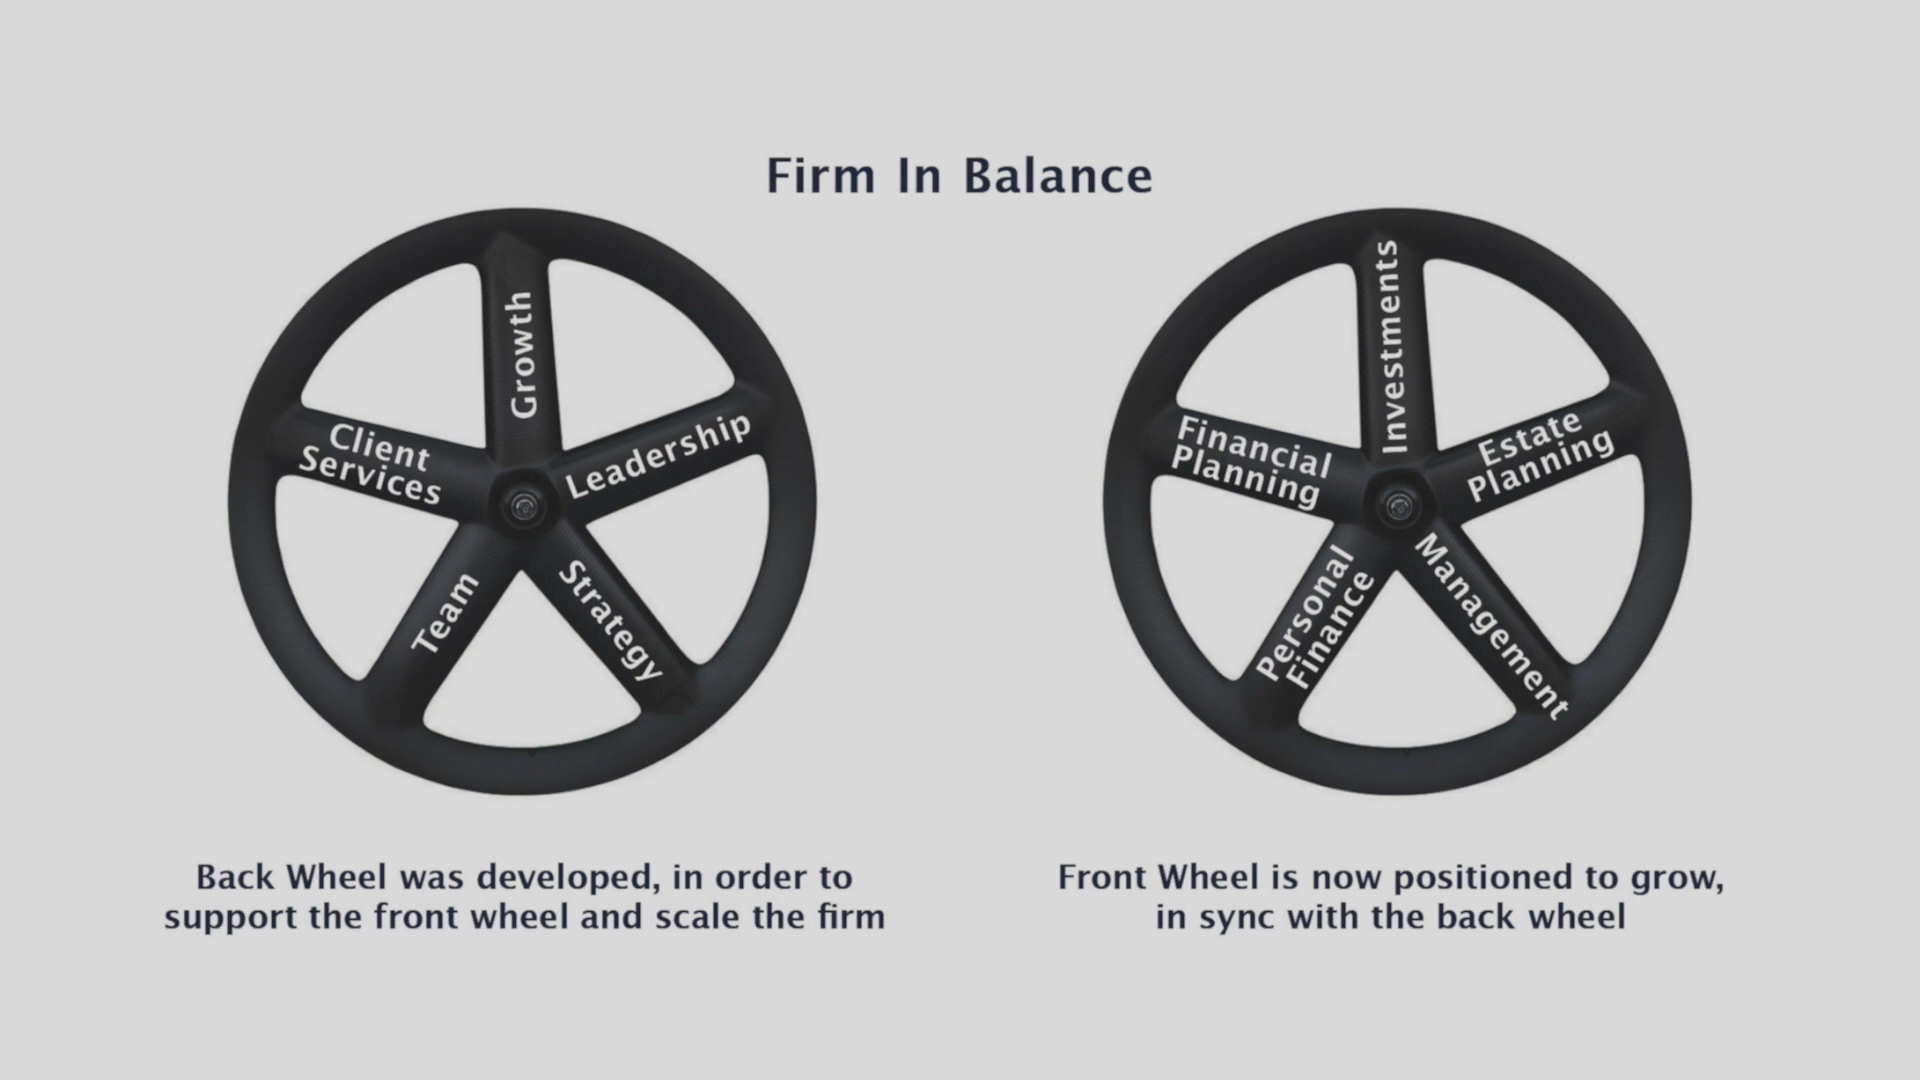 Firm In Balance
Growth
Leadership
Strategy
Team
Client
Services
Investments
Estate
Planning
Management
Personal
Finance
Financial
Planning
Back Wheel was developed, in order to
support the front wheel and scale the firm
Front Wheel is now positioned to grow,
in sync with the back wheel